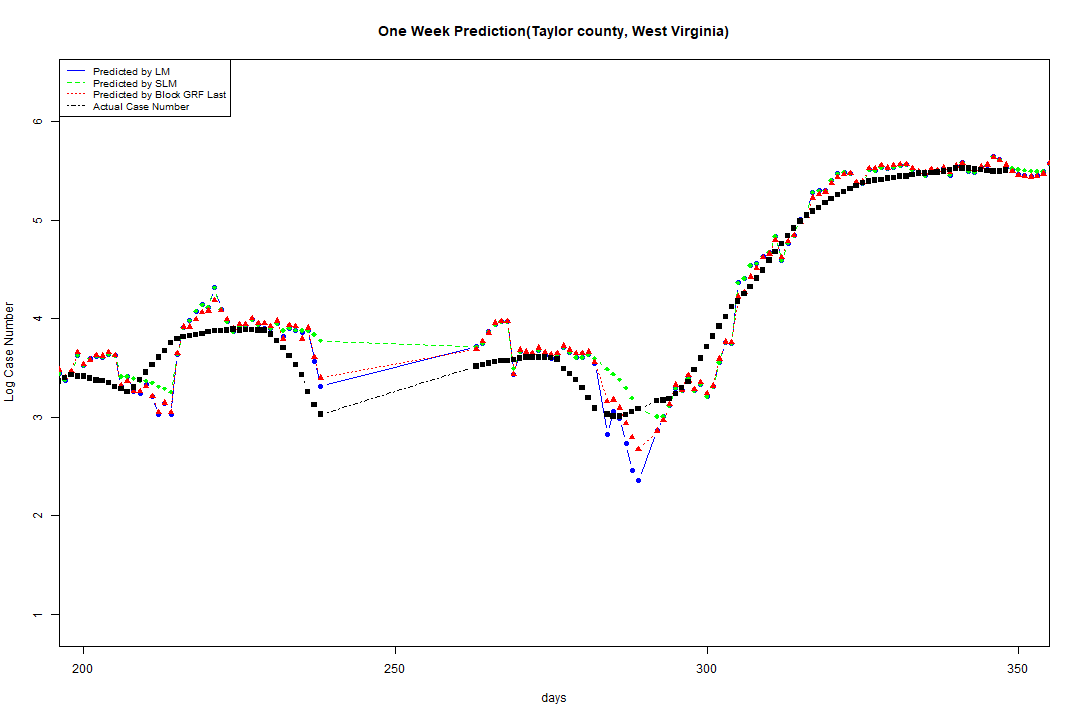 One Week Prediction(Taylor county, West Virginia)
Predicted by LM
Predicted by SLM
Predicted by Block GRF Last
Actual Case Number
Log Case Number
6
5
4
3
2
1
200 250 300 350
days